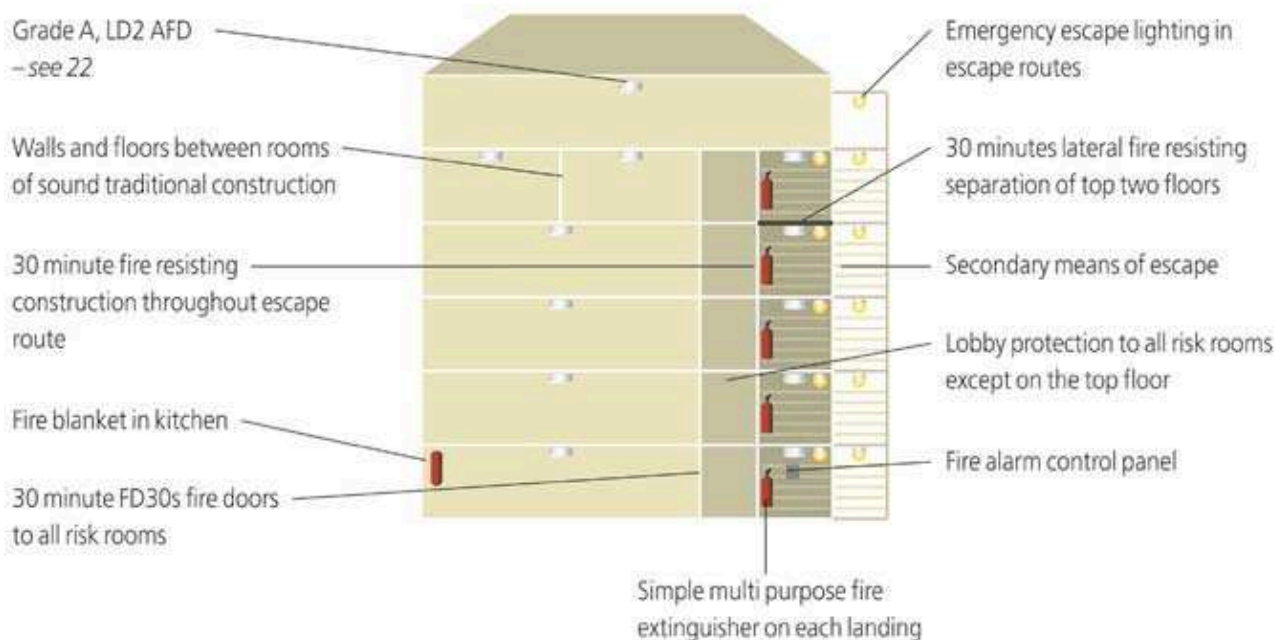 Grade A, LD2 AFD
– see 22
Walls and floors between rooms
of sound traditional construction
30 minute fire resisting
construction throughout escape
route
Fire blanket in kitchen
30 minute FD30s fire doors
to all risk rooms
Emergency escape lighting in
escape routes
30 minutes lateral fire resisting
separation of top two floors
Secondary means of escape
Lobby protection to all risk rooms
except on the top floor
Fire alarm control panel
Simple multi purpose fire
extinguisher on each landing